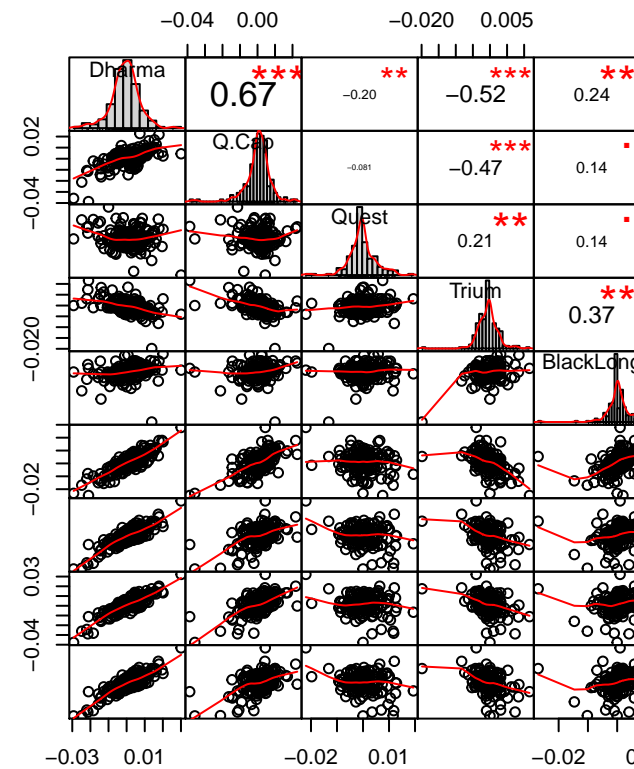 −0.04 0.00 −0.020 0.005
Dharma *** ** *** **
0.67 −0.20 −0.52 0.24
0.02 Q.Cap *** .
−0.04 −0.081 −0.47 0.14
Quest ** .
0.21 0.14
Trium **
−0.020 0.37
BlackLong
−0.02
0.03
−0.04
−0.03 0.01 −0.02 0.01 −0.02